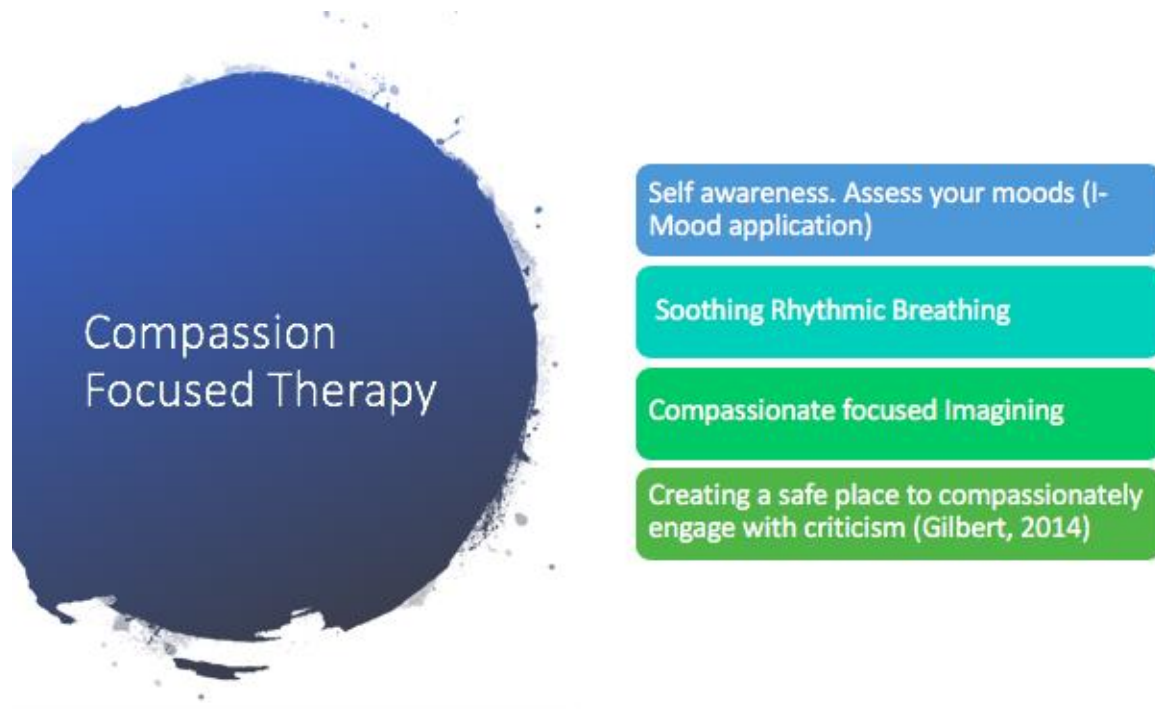 Compassion
Focused Therapy
Self awareness. Assess your moods (I-
Mood application)
Soothing Rhythmic Breathing
Compassionate focused Imagining
Creating a safe place to compassionately
engage with criticism (Gilbert, 2014)